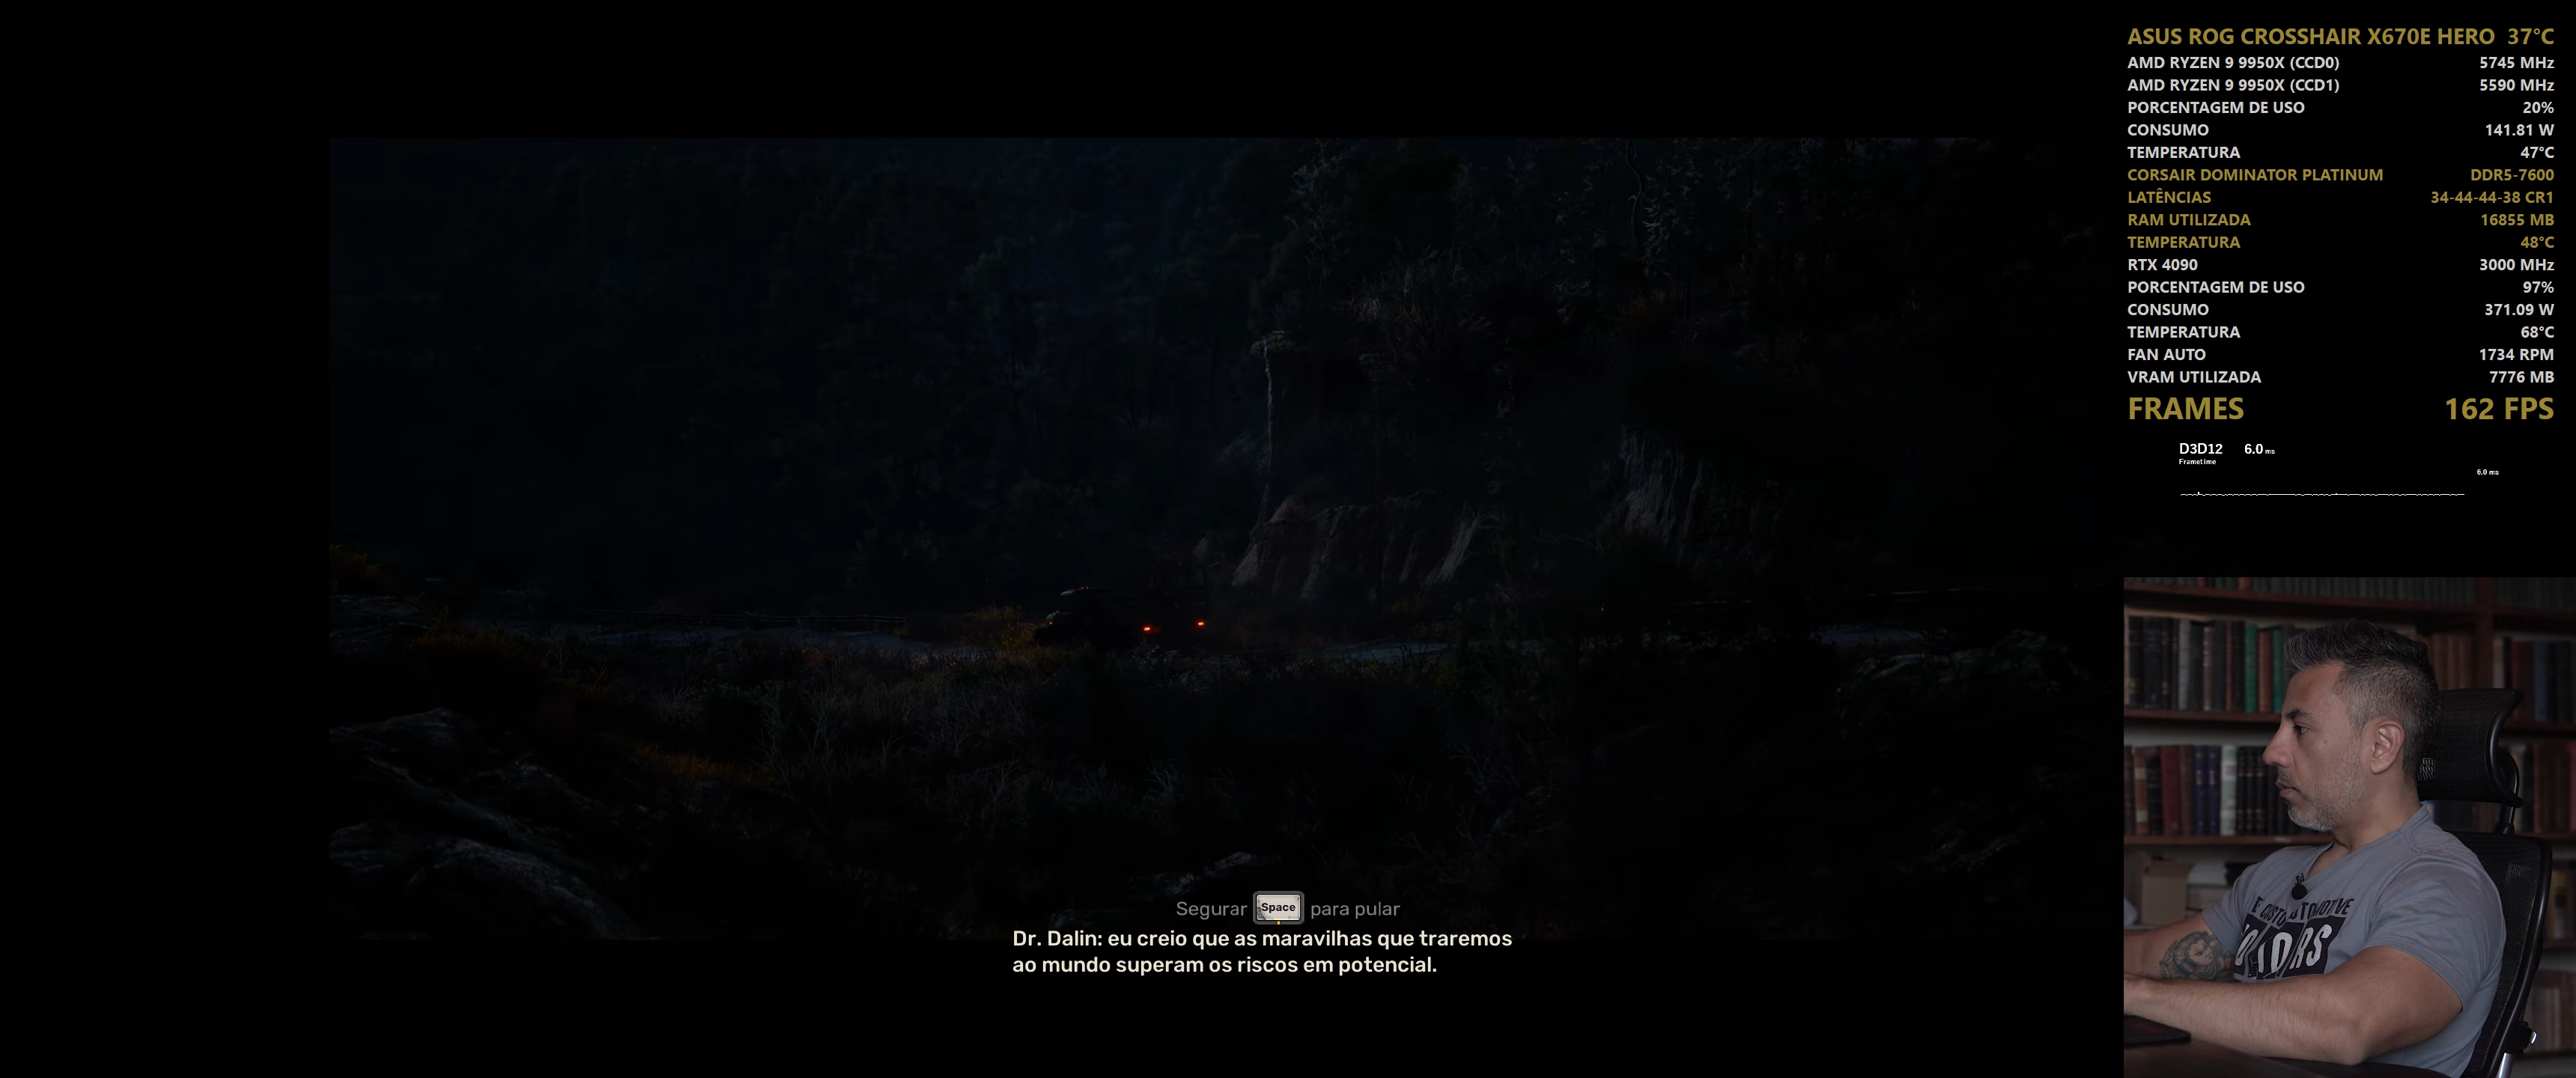 ASUS ROG CROSSHAIR X670E HERO 37°C
AMD RYZEN 9 9950X (CCD0) 5745 MHz
AMD RYZEN 9 9950X (CCD1) 5590 MHz
PORCENTAGEM DE USO 20%
CONSUMO 141.81 W
TEMPERATURA 47°C
CORSAIR DOMINATOR PLATINUM DDR5-7600
LATÊNCIAS 34-44-44-38 CR1
RAM UTILIZADA 16855 MB
TEMPERATURA 48°C
RTX 4090 3000 MHz
PORCENTAGEM DE USO 97%
CONSUMO 371.09 W
TEMPERATURA 68°C
FAN AUTO 1734 RPM
VRAM UTILIZADA 7776 MB
FRAMES 162 FPS
D3D12 6.0 ms
Frametime
6.0 ms
Segurar Space para pular
Dr. Dalin: eu creio que as maravilhas que traremos
ao mundo superam os riscos em potencial.